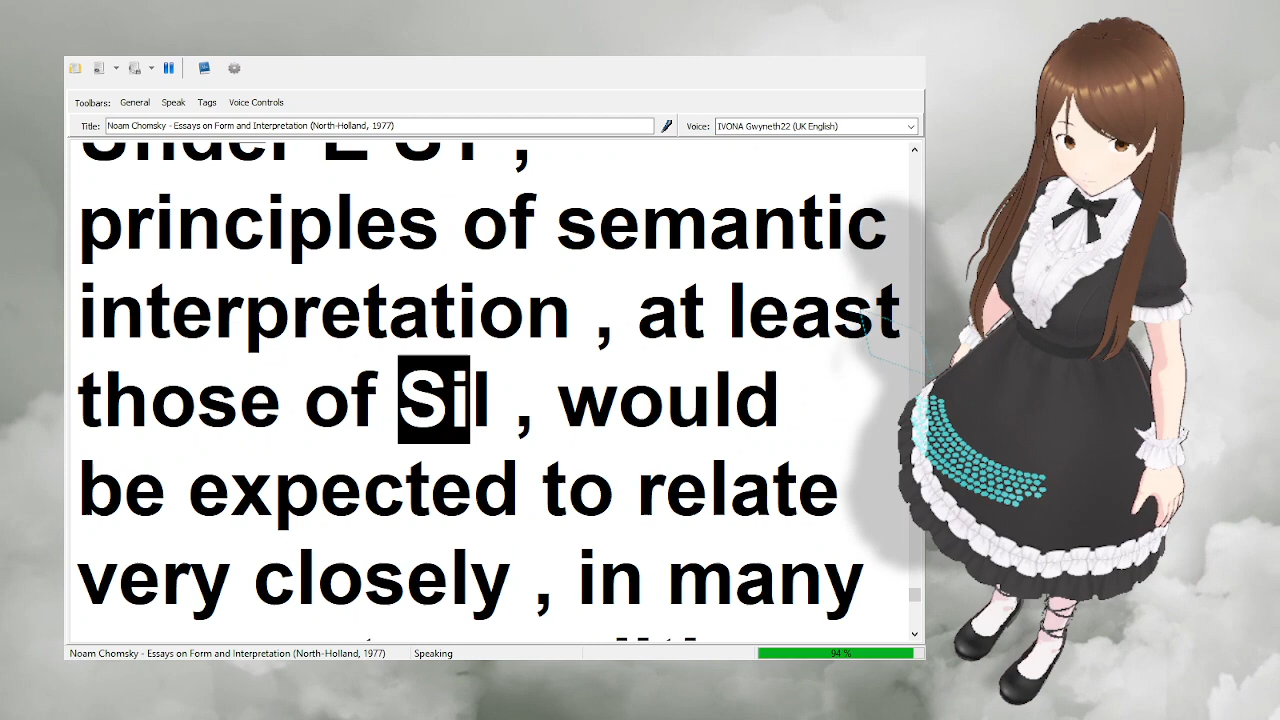 Toolbars: General Speak Tags Voice Controls
Title: Noam Chomsky - Essays on Form and Interpretation (North-Holland, 1977) Voice: IVONA Gwyneth22 (UK English)
Under E S T ,
principles of semantic
interpretation , at least
those of Sil , would
be expected to relate
very closely , in many
Noam Chomsky - Essays on Form and Interpretation (North-Holland, 1977) Speaking 94 %